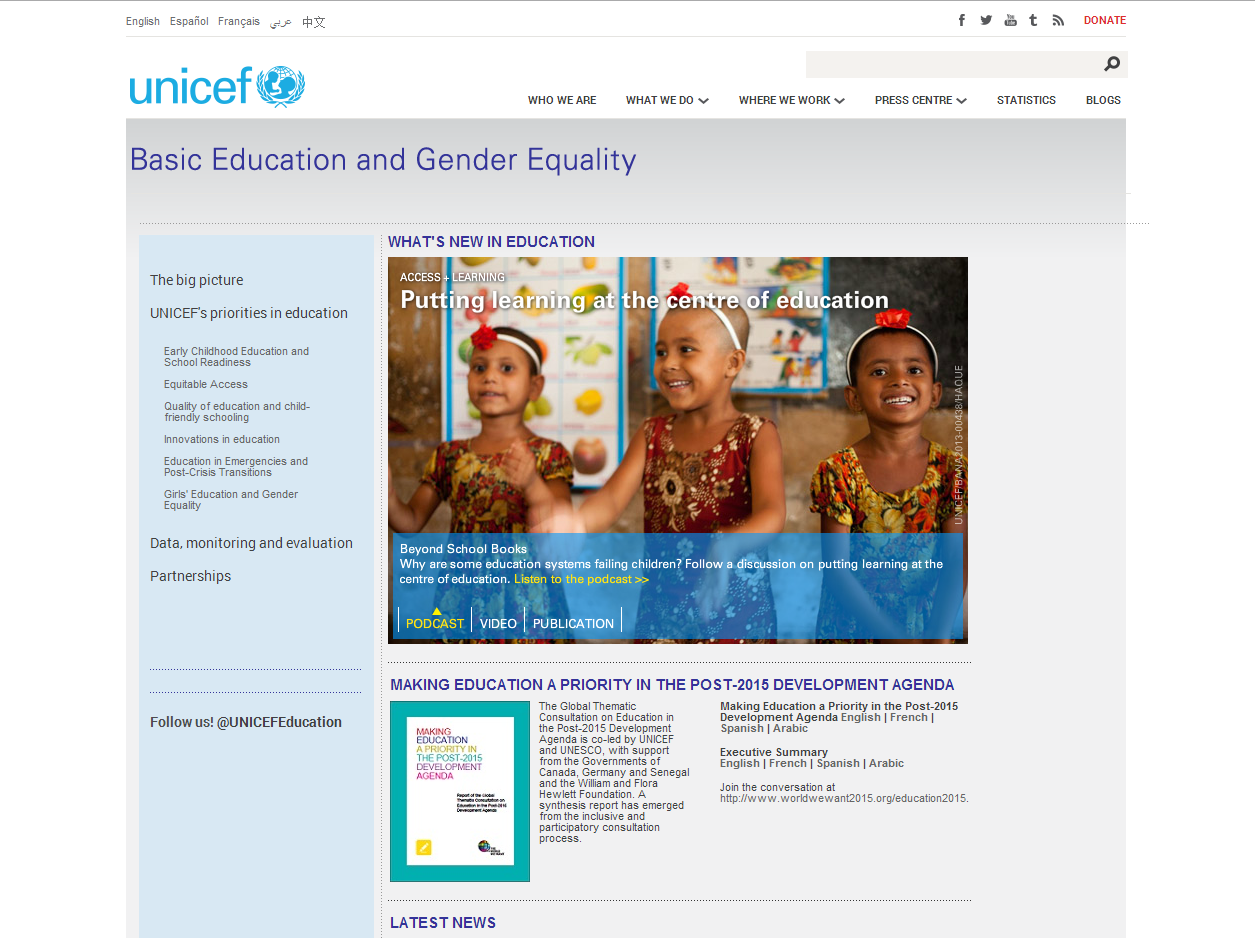 English Español Français عربي 中文
DONATE
unicef
WHO WE ARE WHAT WE DO WHERE WE WORK PRESS CENTRE STATISTICS BLOGS
Basic Education and Gender Equality
The big picture
UNICEF's priorities in education
Early Childhood Education and
School Readiness
Equitable Access
Quality of education and child-
friendly schooling
Innovations in education
Education in Emergencies and
Post-Crisis Transitions
Girls' Education and Gender
Equality
Data, monitoring and evaluation
Partnerships
Follow us! @UNICEFEducation
WHAT'S NEW IN EDUCATION
ACCESS + LEARNING
Putting learning at the centre of education
UNICEF/BANA2013-00438/HAQUE
Beyond School Books
Why are some education systems failing children? Follow a discussion on putting learning at the
centre of education. Listen to the podcast >>
PODCAST VIDEO PUBLICATION
MAKING EDUCATION A PRIORITY IN THE POST-2015 DEVELOPMENT AGENDA
MAKING
EDUCATION
A PRIORITY IN
THE POST-2015
DEVELOPMENT
AGENDA
Report of the Global
Thematic Consultation on
Education in the Post-2015
Development Agenda
The Global Thematic
Consultation on Education in
the Post-2015 Development
Agenda is co-led by UNICEF
and UNESCO, with support
from the Governments of
Canada, Germany and Senegal
and the William and Flora
Hewlett Foundation. A
synthesis report has emerged
from the inclusive and
participatory consultation
process.
Making Education a Priority in the Post-2015
Development Agenda English | French |
Spanish | Arabic
Executive Summary
English | French | Spanish | Arabic
Join the conversation at
http://www.worldwewant2015.org/education2015.
LATEST NEWS